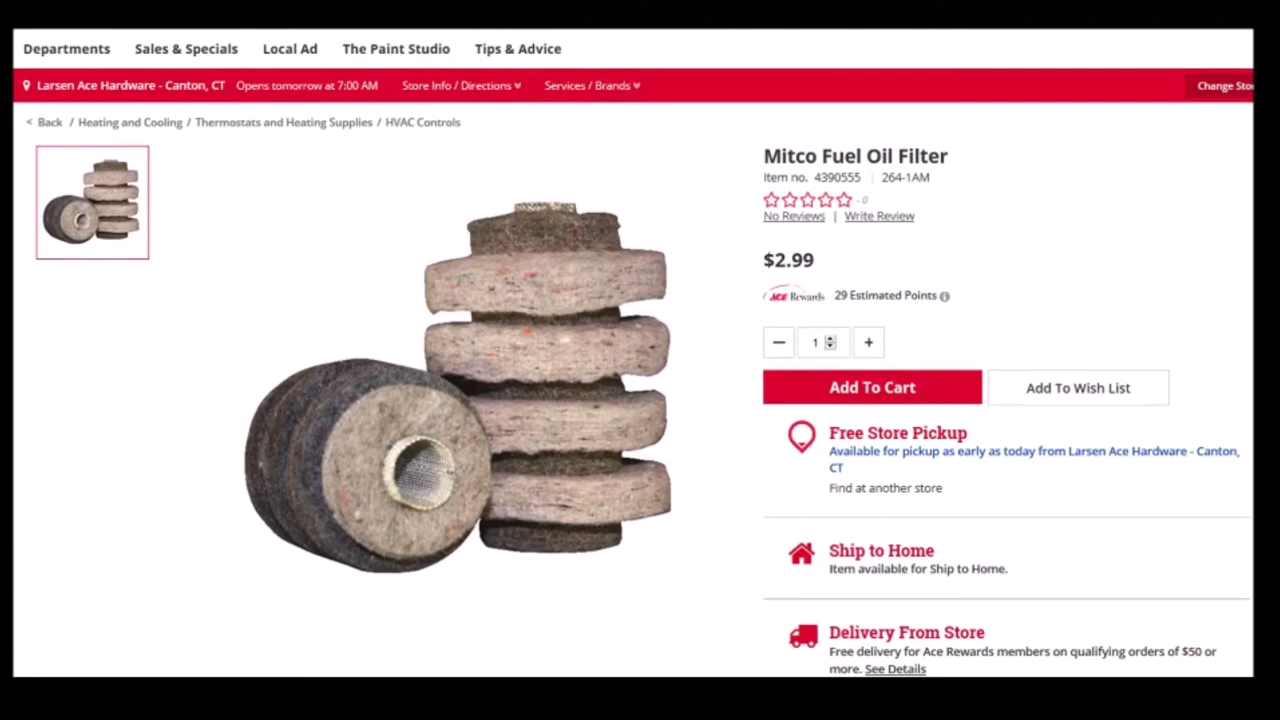 Departments Sales & Specials Local Ad The Paint Studio Tips & Advice
Larsen Ace Hardware - Canton, CT Opens tomorrow at 7:00 AM Store Info / Directions Services / Brands Change Sto
< Back / Heating and Cooling / Thermostats and Heating Supplies / HVAC Controls
Mitco Fuel Oil Filter
Item no. 4390555 | 264-1AM
- 0
No Reviews | Write Review
$2.99
ACE Rewards 29 Estimated Points
− 1 +
Add To Cart Add To Wish List
Free Store Pickup
Available for pickup as early as today from Larsen Ace Hardware - Canton,
CT
Find at another store
Ship to Home
Item available for Ship to Home.
Delivery From Store
Free delivery for Ace Rewards members on qualifying orders of $50 or
more. See Details